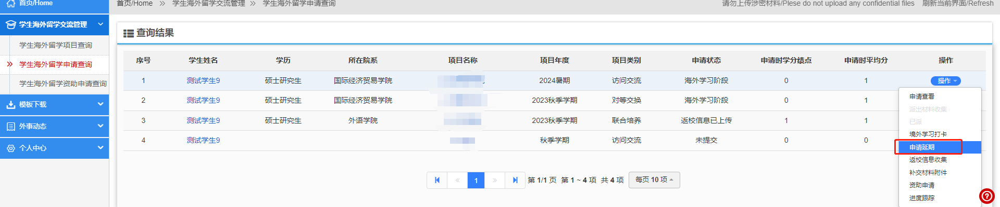 首页/Home
首页/Home » 学生海外留学交流管理 » 学生海外留学申请查询
请勿上传涉密材料/Plese do not upload any confidential files 刷新当前界面/Refresh
学生海外留学交流管理
学生海外留学项目查询
学生海外留学申请查询
学生海外留学资助申请查询
模板下载
外事动态
个人中心
查询结果
序号 学生姓名 学历 所在院系 项目名称 项目年度 项目类别 申请状态 申请时学分绩点 申请时平均分 操作
1 测试学生9 硕士研究生 国际经济贸易学院 2024暑期 访问交流 海外学习阶段 0 1 操作
2 测试学生9 硕士研究生 国际经济贸易学院 2023秋季学期 对等交换 海外学习阶段 0 1
3 测试学生9 硕士研究生 外语学院 2023秋季学期 联合培养 返校信息已上传 1 1
4 测试学生9 秋季学期 访问交流 未提交 0 0
申请查看
派出材料收集
已派
境外学习打卡
申请延期
返校信息收集
补交材料附件
资助申请
进度跟踪
« 1 » 第 1/1 页 第 1 ~ 4 项 共 4 项 每页 10 项